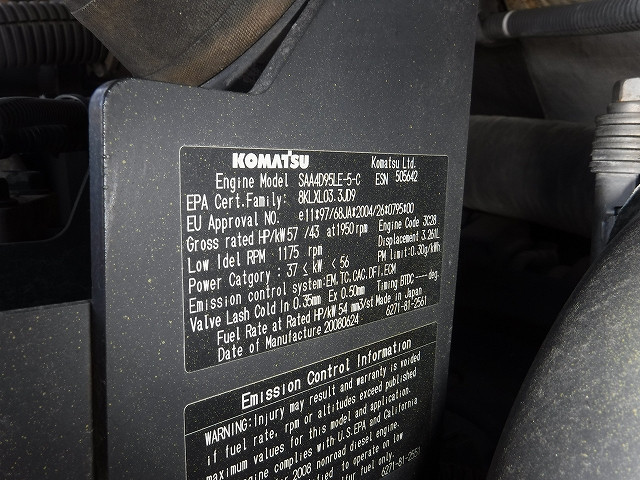 KOMATSU Komatsu Ltd.
Engine Model SAA4D95LE-5-C ESN 505642
EPA Cert.Family: 8KLXL03.3JD9
EU Approval NO. e11*97/68JA*2004/26*0795*00
Gross rated HP/kW 57 /43 at1950rpm Engine Code 3C28
Low Idel RPM 1175 rpm Displacement 3.261L
Power Catgory : 37 ≤ kW ≤ 56 PM limit:0.30g/kWh
Emission control system:EM.TC.CAC.DFI.ECM
Valve Lash Cold In 0.35mm Ex 0.50mm Timing BTDC --- deg.
Fuel Rate at Rated HP/kW 54 mm3/st Made in Japan
Date of Manufacture 20080624 6271-81-2561
Emission Control Information
WARNING:Injury may result and warranty is voided
if fuel rate, rpm or altitudes exceed published
maximum values for this model and application.
engine complies with U.S.EPA and California
2008 nonroad diesel engine.
to operate on low
fuel only. 6271-81-2551